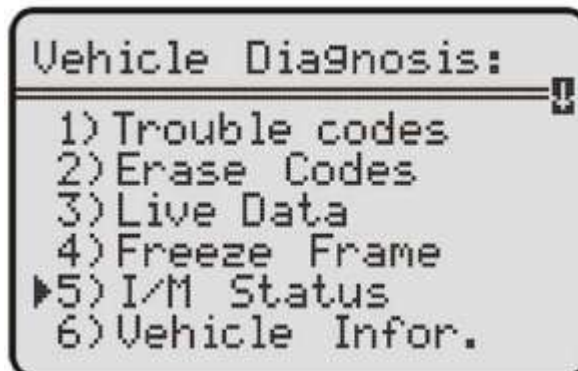 Vehicle Diagnosis:
1) Trouble codes
2) Erase Codes
3) Live Data
4) Freeze Frame
5) I/M Status
6) Vehicle Infor.